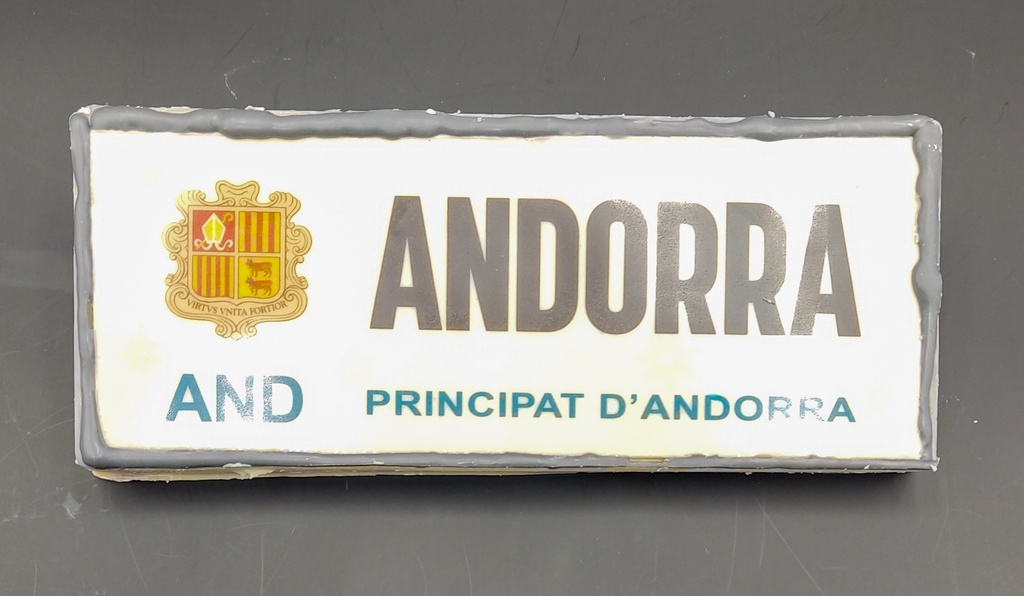 VIRTVS VNITA FORTIOR
ANDORRA
AND
PRINCIPAT D'ANDORRA